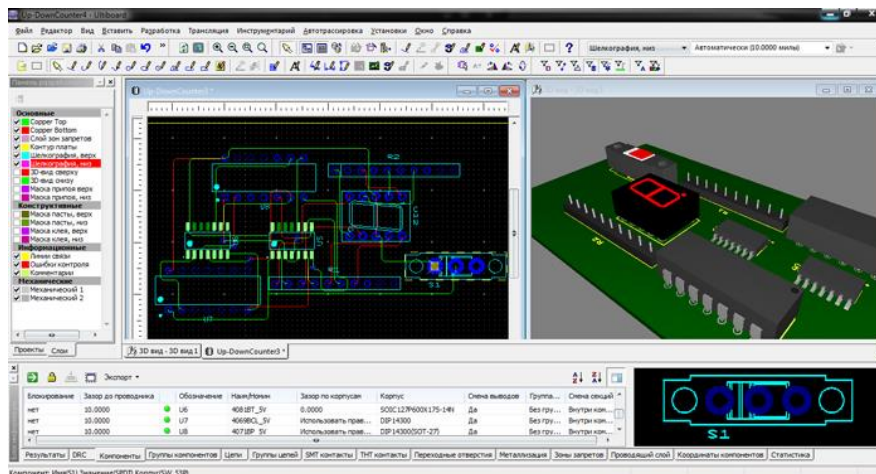 Up-DownCounter4 - Ultiboard
Файл Редактор Вид Вставить Разработка Трансляция Инструментарий Автотрассировка Установки Окно Справка
Шелкография, низ
Автоматически (10.0000 милы)
Up-DownCounter3 *
Основные
Copper Top
Copper Bottom
Слой зон запретов
Контур платы
Шелкография, верх
Шелкография, низ
3D-вид сверху
3D-вид снизу
Маска припоя верх
Маска припоя, низ
Конструктивные
Маска пасты, верх
Маска пасты, низ
Маска клея, верх
Маска клея, низ
Информационные
Линии связи
Ошибки контроля
Комментарии
Механические
Механический 1
Механический 2
Проекты Слои
R2
U5
S1
U7
R2
3D вид - 3D вид 1
Up-DownCounter3 *
Экспорт
Блокирование Зазор до проводника Обозначение Наим/Номин Зазор по корпусам Корпус Смена выводов Группа... Смена секций
нет 10.0000 U6 4081BT_5V 0.0000 SOIC127P600X175-14N Да Без гру... Внутри ком...
нет 10.0000 U7 4069BCL_5V Использовать прав... DIP14300 Да Без гру... Внутри ком...
нет 10.0000 U8 4071BP_5V Использовать прав... DIP14300(SOT-27) Да Без гру... Внутри ком...
S1
Результаты DRC Компоненты Группы компонентов Цепи Группы цепей SMT контакты THT контакты Переходные отверстия Металлизация Зоны запретов Проводящий слой Координаты компонентов Статистика